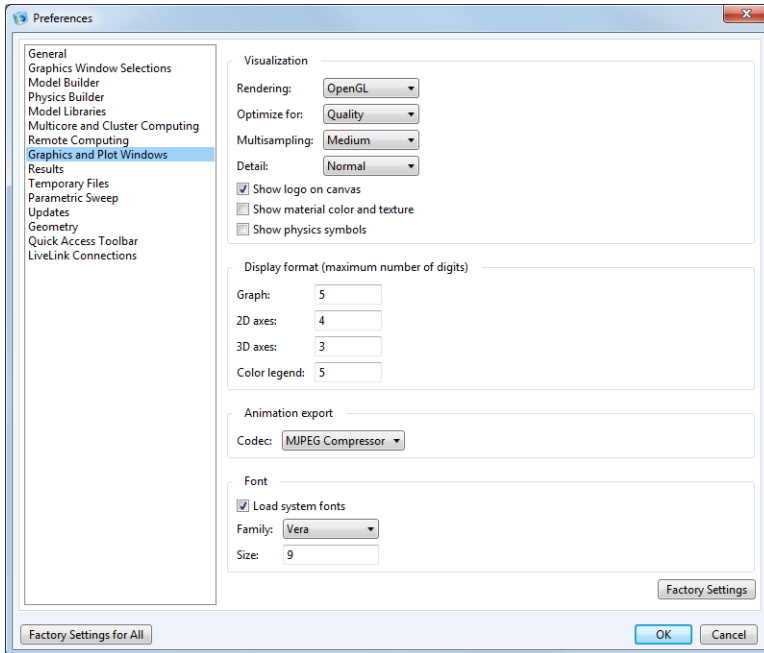 Preferences
General
Graphics Window Selections
Model Builder
Physics Builder
Model Libraries
Multicore and Cluster Computing
Remote Computing
Graphics and Plot Windows
Results
Temporary Files
Parametric Sweep
Updates
Geometry
Quick Access Toolbar
LiveLink Connections
Visualization
Rendering: OpenGL
Optimize for: Quality
Multisampling: Medium
Detail: Normal
Show logo on canvas
Show material color and texture
Show physics symbols
Display format (maximum number of digits)
Graph: 5
2D axes: 4
3D axes: 3
Color legend: 5
Animation export
Codec: MJPEG Compressor
Font
Load system fonts
Family: Vera
Size: 9
Factory Settings
Factory Settings for All OK Cancel